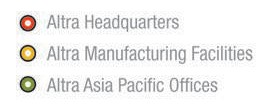 Altra Headquarters
Altra Manufacturing Facilities
Altra Asia Pacific Offices